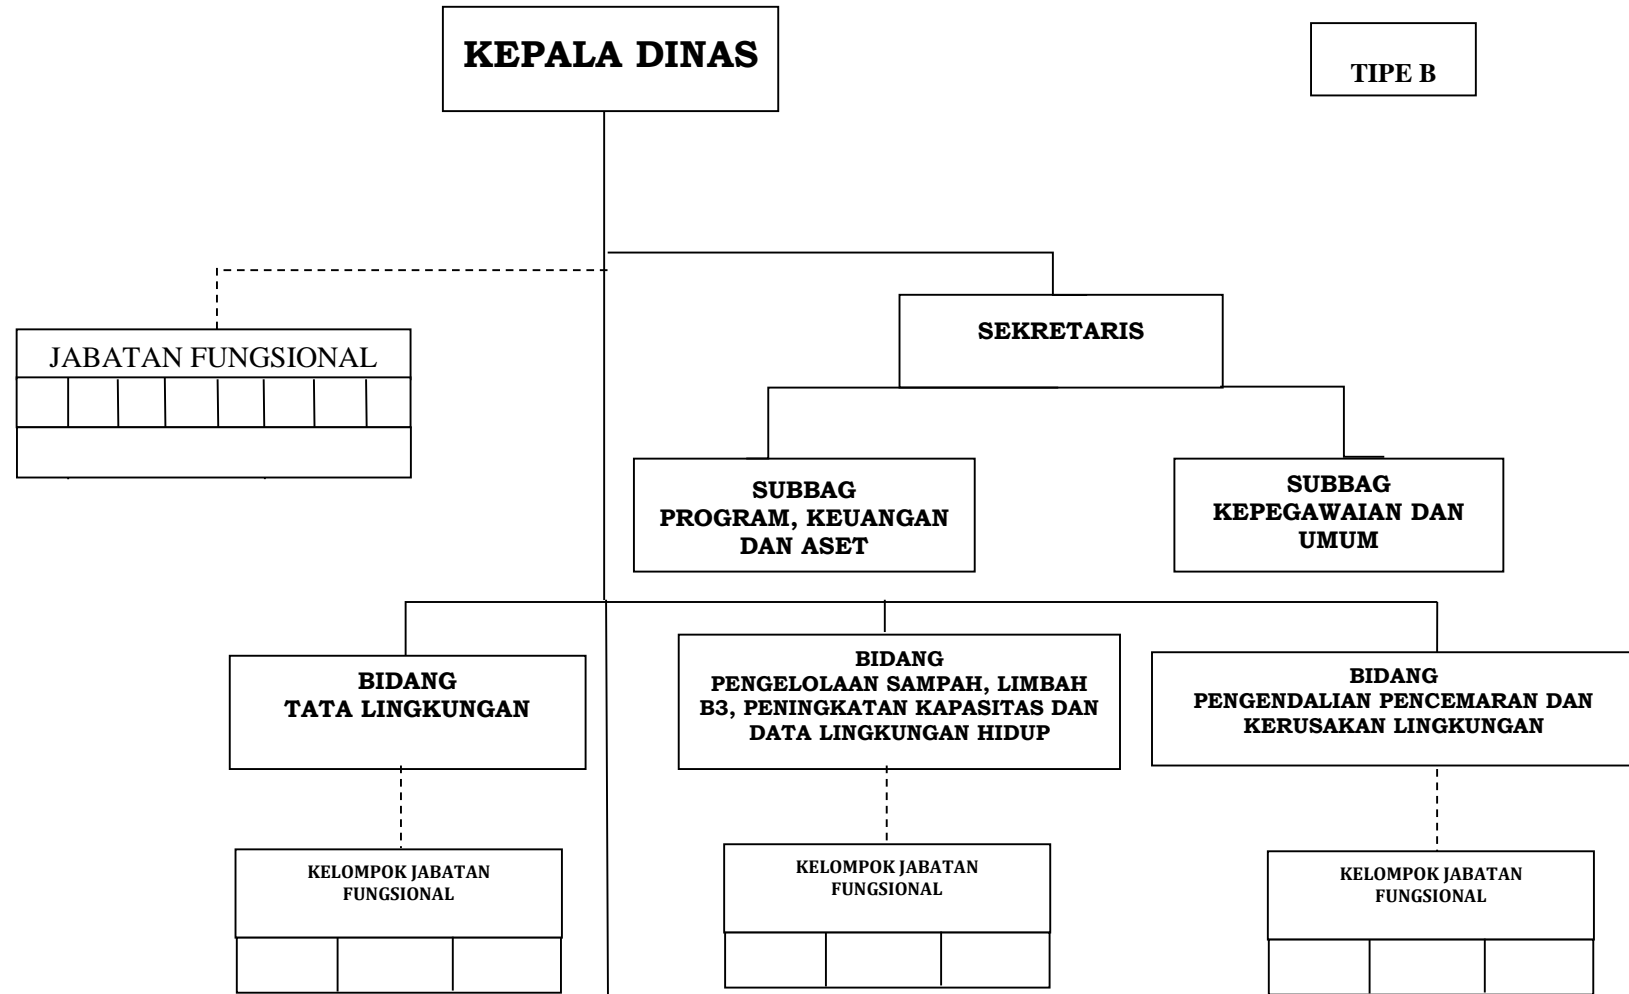 KEPALA DINAS
TIPE B
SEKRETARIS
JABATAN FUNGSIONAL
SUBBAG
PROGRAM, KEUANGAN
DAN ASET
SUBBAG
KEPEGAWAIAN DAN
UMUM
BIDANG
TATA LINGKUNGAN
BIDANG
PENGELOLAAN SAMPAH, LIMBAH
B3, PENINGKATAN KAPASITAS DAN
DATA LINGKUNGAN HIDUP
BIDANG
PENGENDALIAN PENCEMARAN DAN
KERUSAKAN LINGKUNGAN
KELOMPOK JABATAN
FUNGSIONAL
KELOMPOK JABATAN
FUNGSIONAL
KELOMPOK JABATAN
FUNGSIONAL